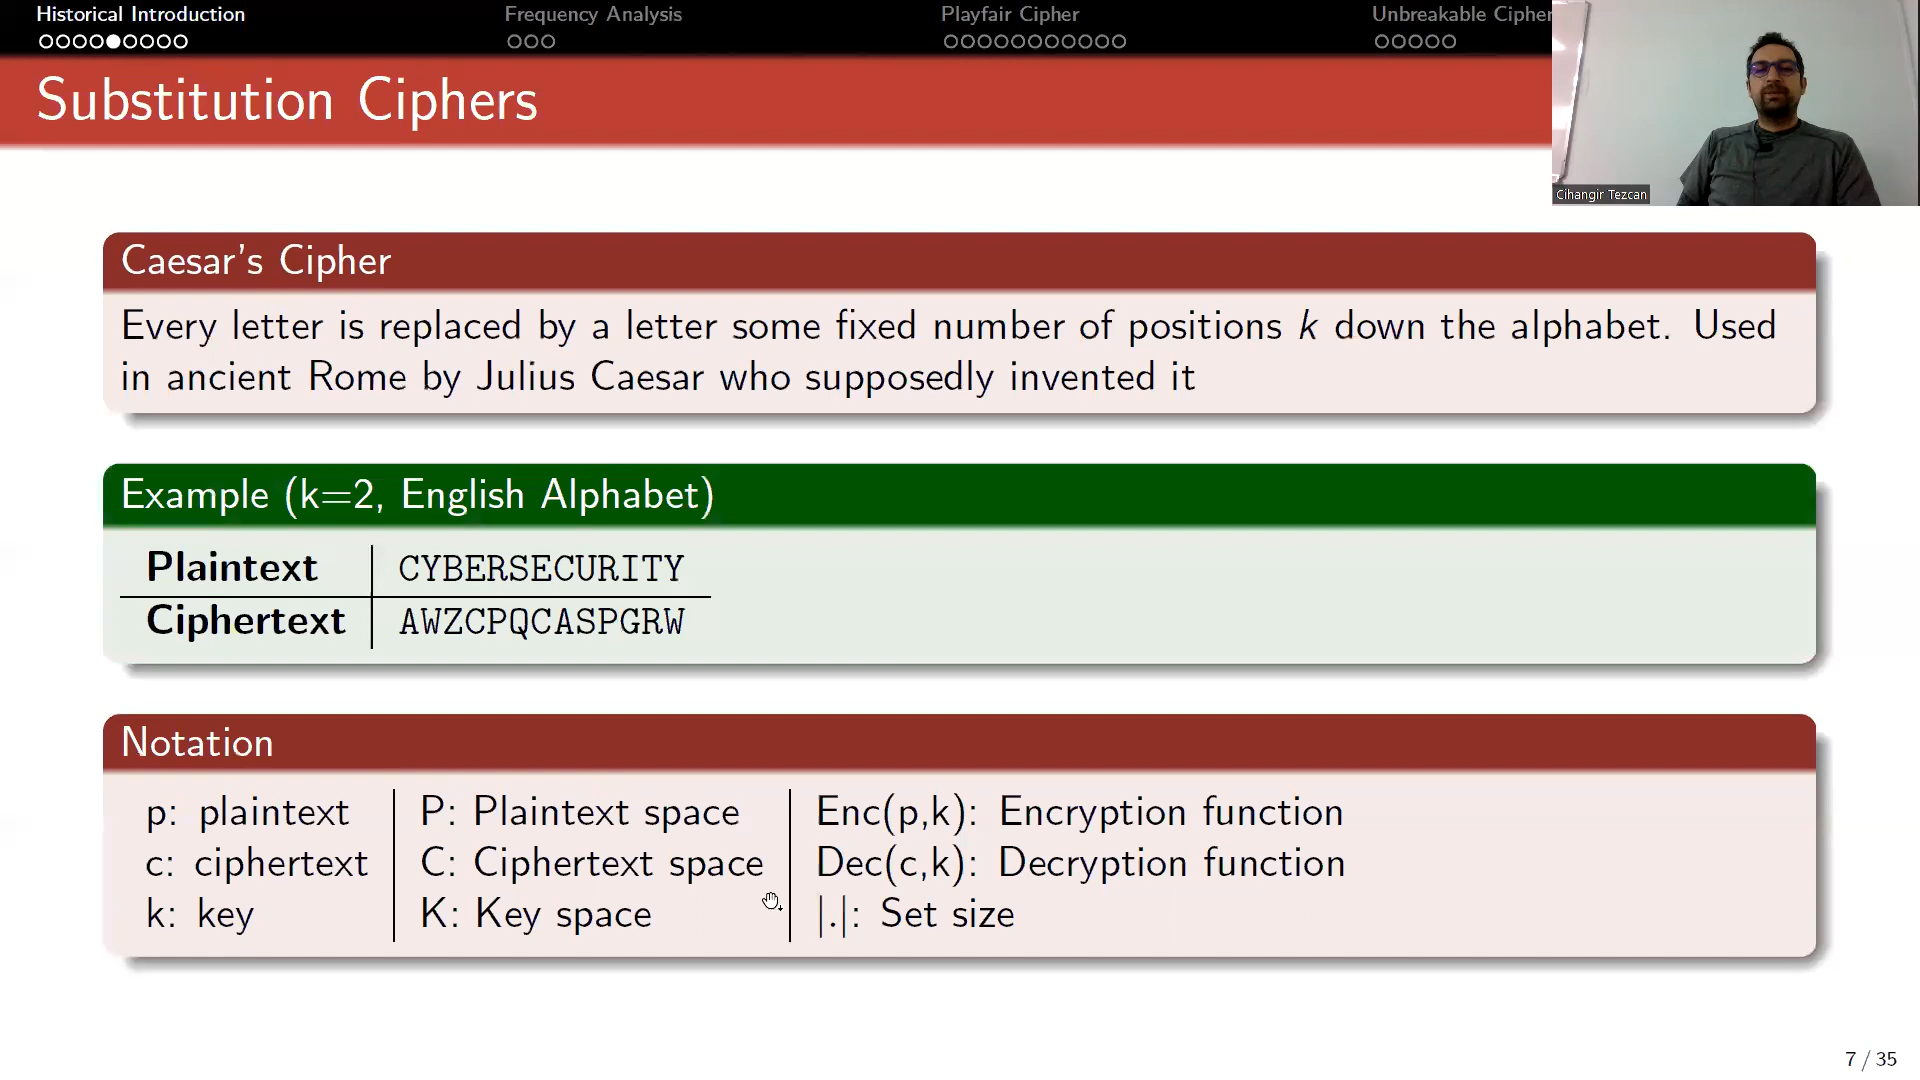 Historical Introduction
Frequency Analysis
Playfair Cipher
Unbreakable Cipher
Substitution Ciphers
Cihangir Tezcan
Caesar's Cipher
Every letter is replaced by a letter some fixed number of positions k down the alphabet. Used
in ancient Rome by Julius Caesar who supposedly invented it
Example (k=2, English Alphabet)
Plaintext CYBERSECURITY
Ciphertext AWZCPQCASPGRW
Notation
p: plaintext P: Plaintext space Enc(p,k): Encryption function
c: ciphertext C: Ciphertext space Dec(c,k): Decryption function
k: key K: Key space |.|: Set size
7 / 35